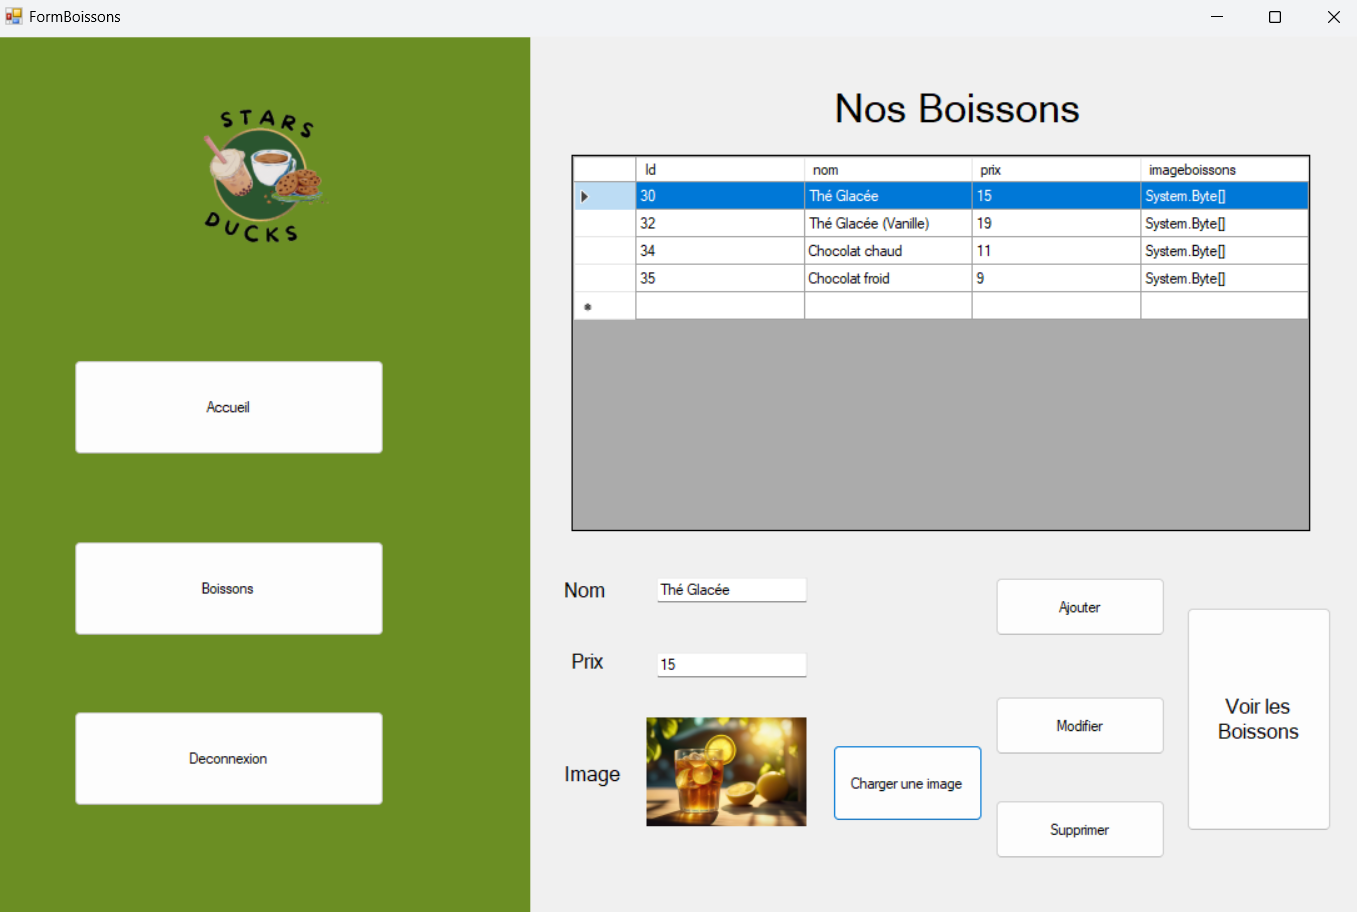 FormBoissons
STARS
DUCKS
Accueil
Boissons
Deconnexion
Nos Boissons
Id nom prix imageboissons
30 Thé Glacée 15 System.Byte[]
32 Thé Glacée (Vanille) 19 System.Byte[]
34 Chocolat chaud 11 System.Byte[]
35 Chocolat froid 9 System.Byte[]
Nom Thé Glacée
Prix 15
Image
Charger une image
Ajouter
Modifier
Supprimer
Voir les
Boissons